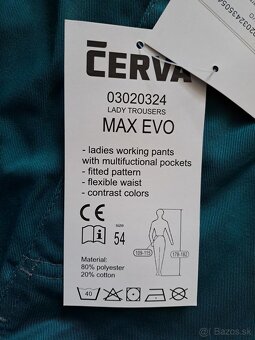 ČERVA
03020324
LADY TROUSERS
MAX EVO
- ladies working pants
with multifuctional pockets
- fitted pattern
- flexible waist
- contrast colors
CE
size
54
Material:
80% polyester
20% cotton
40
Bazos.sk